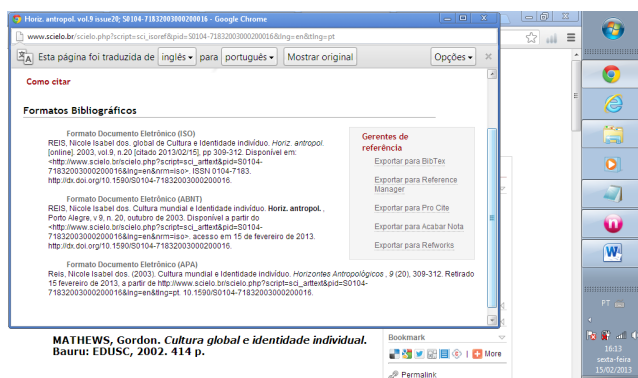 Horiz. antropol. vol.9 issue20; S0104-71832003000200016 - Google Chrome
www.scielo.br/scielo.php?script=sci_isoref&pid=S0104-71832003000200016&lng=en&tlng=pt
Esta página foi traduzida de inglês para português Mostrar original Opções ×
Como citar
Formatos Bibliográficos
Formato Documento Eletrônico (ISO)
REIS, Nicole Isabel dos. global de Cultura e Identidade indivíduo. Horiz. antropol.
[online]. 2003, vol.9, n.20 [citado 2013/02/15], pp 309-312. Disponível em:
<http://www.scielo.br/scielo.php?script=sci_arttext&pid=S0104-
71832003000200016&lng=en&nrm=iso>. ISSN 0104-7183.
http://dx.doi.org/10.1590/S0104-71832003000200016.
Formato Documento Eletrônico (ABNT)
REIS, Nicole Isabel dos. Cultura mundial e Identidade indivíduo. Horiz. antropol. ,
Porto Alegre, v 9, n. 20, outubro de 2003. Disponível a partir do
<http://www.scielo.br/scielo.php?script=sci_arttext&pid=S0104-
71832003000200016&lng=en&nrm=iso>. acesso em 15 de fevereiro de 2013.
http://dx.doi.org/10.1590/S0104-71832003000200016.
Formato Documento Eletrônico (APA)
Reis, Nicole Isabel dos. (2003). Cultura mundial e Identidade indivíduo. Horizontes Antropológicos , 9 (20), 309-312. Retirado
15 fevereiro de 2013, a partir de http://www.scielo.br/scielo.php?script=sci_arttext&pid=S0104-
71832003000200016&lng=en&tlng=pt. 10.1590/S0104-71832003000200016.
Gerentes de
referência
Exportar para BibTex
Exportar para Reference
Manager
Exportar para Pro Cite
Exportar para Acabar Nota
Exportar para Refworks
MATHEWS, Gordon. Cultura global e identidade individual.
Bauru: EDUSC, 2002. 414 p.
Bookmark
More
Permalink
PT
16:13
sexta-feira
15/02/2013